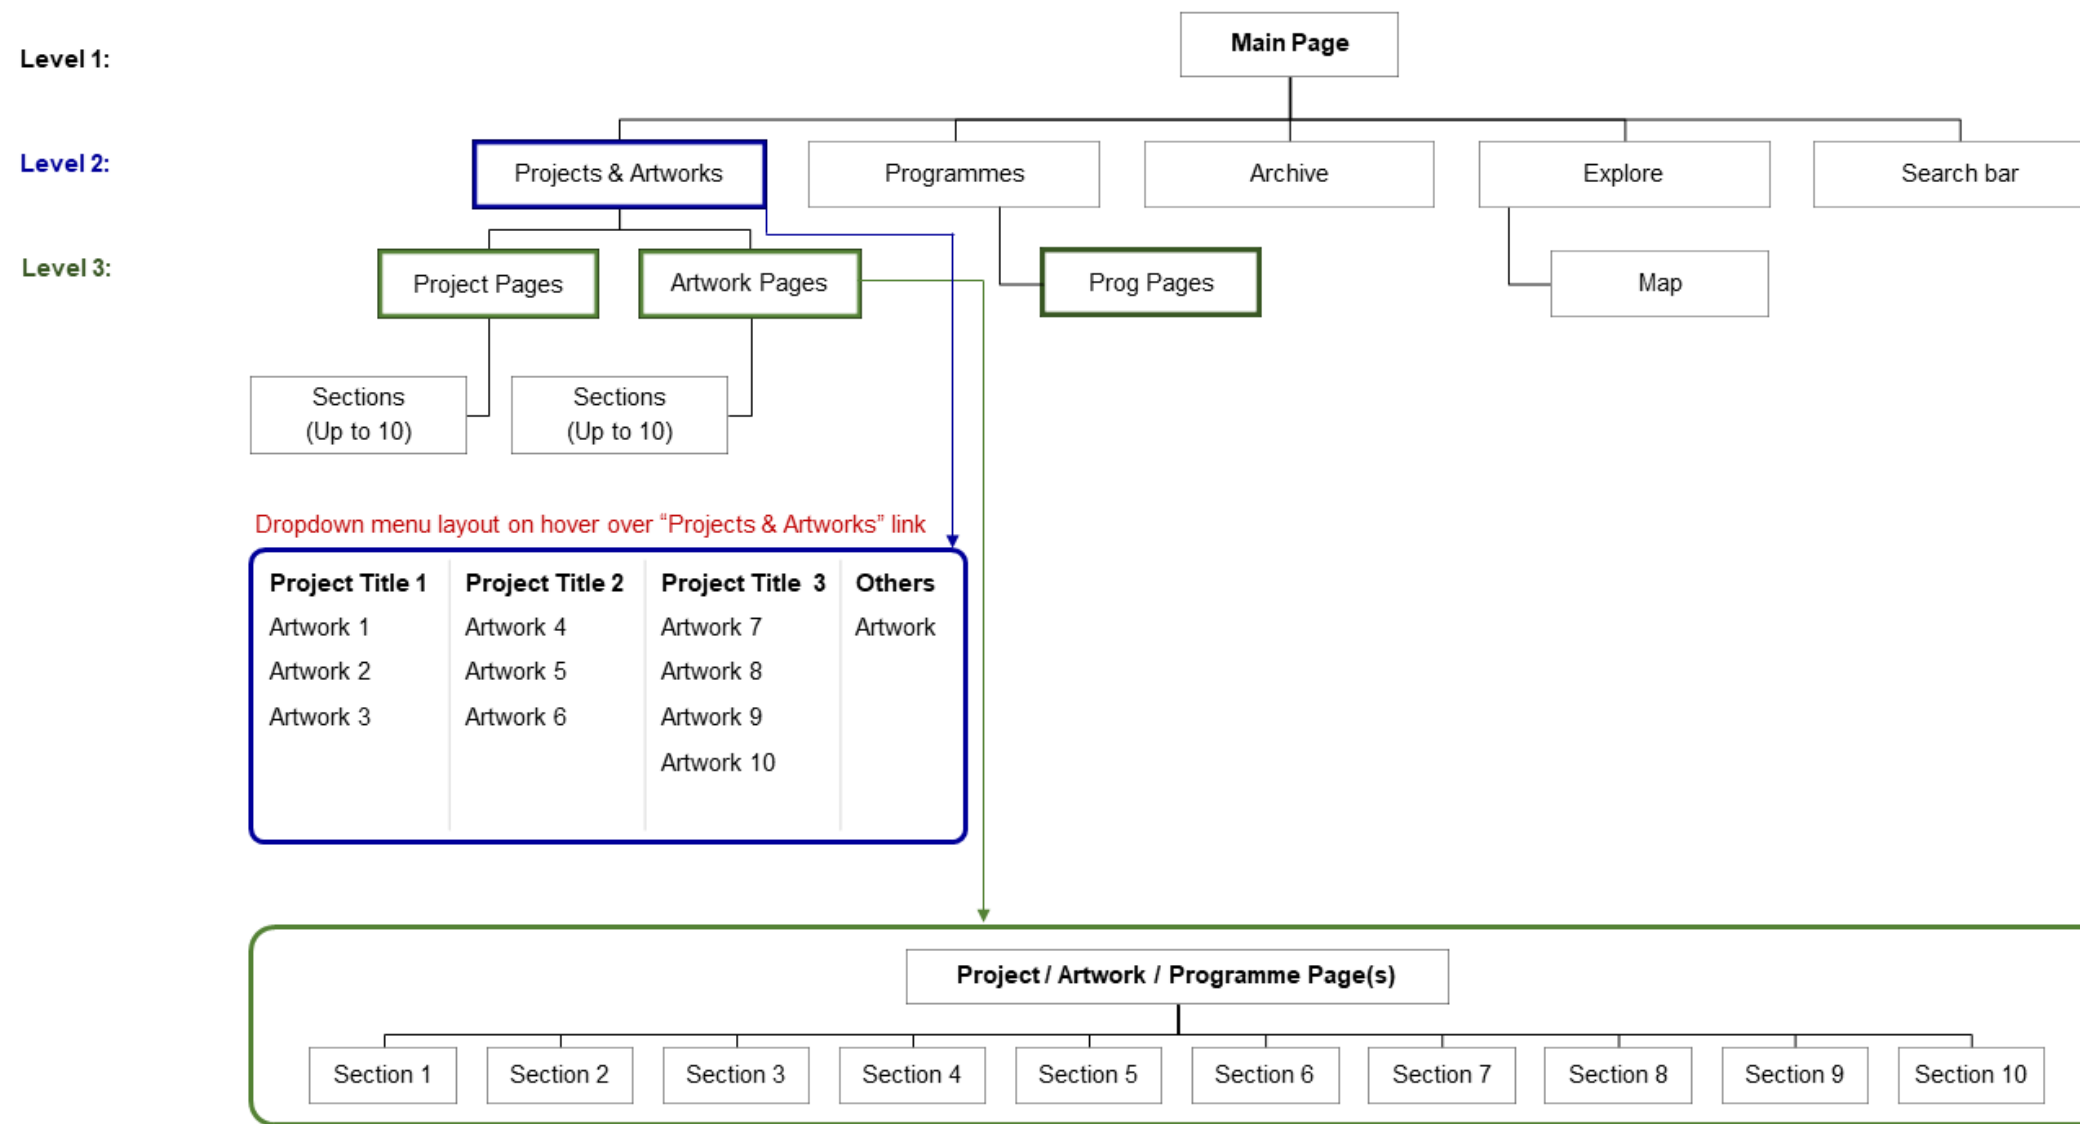 Main Page
Level 1:
Level 2:
Projects & Artworks
Programmes
Archive
Explore
Search bar
Level 3:
Project Pages
Artwork Pages
Prog Pages
Map
Sections
(Up to 10)
Sections
(Up to 10)
Dropdown menu layout on hover over “Projects & Artworks” link
Project Title 1
Artwork 1
Artwork 2
Artwork 3
Project Title 2
Artwork 4
Artwork 5
Artwork 6
Project Title 3
Artwork 7
Artwork 8
Artwork 9
Artwork 10
Others
Artwork
Project / Artwork / Programme Page(s)
Section 1
Section 2
Section 3
Section 4
Section 5
Section 6
Section 7
Section 8
Section 9
Section 10